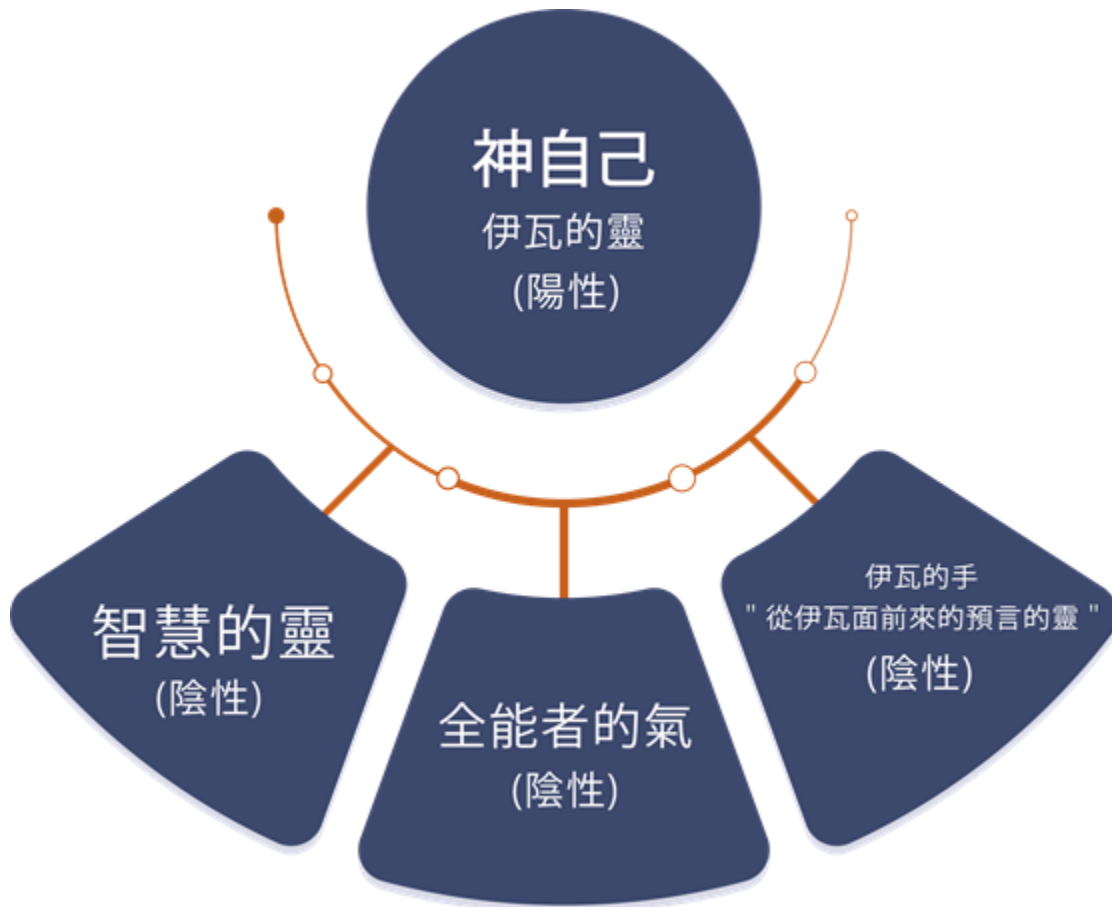 神自己
伊瓦的靈
(陽性)
智慧的靈
(陰性)
全能者的氣
(陰性)
伊瓦的手
" 從伊瓦面前來的預言的靈 "
(陰性)